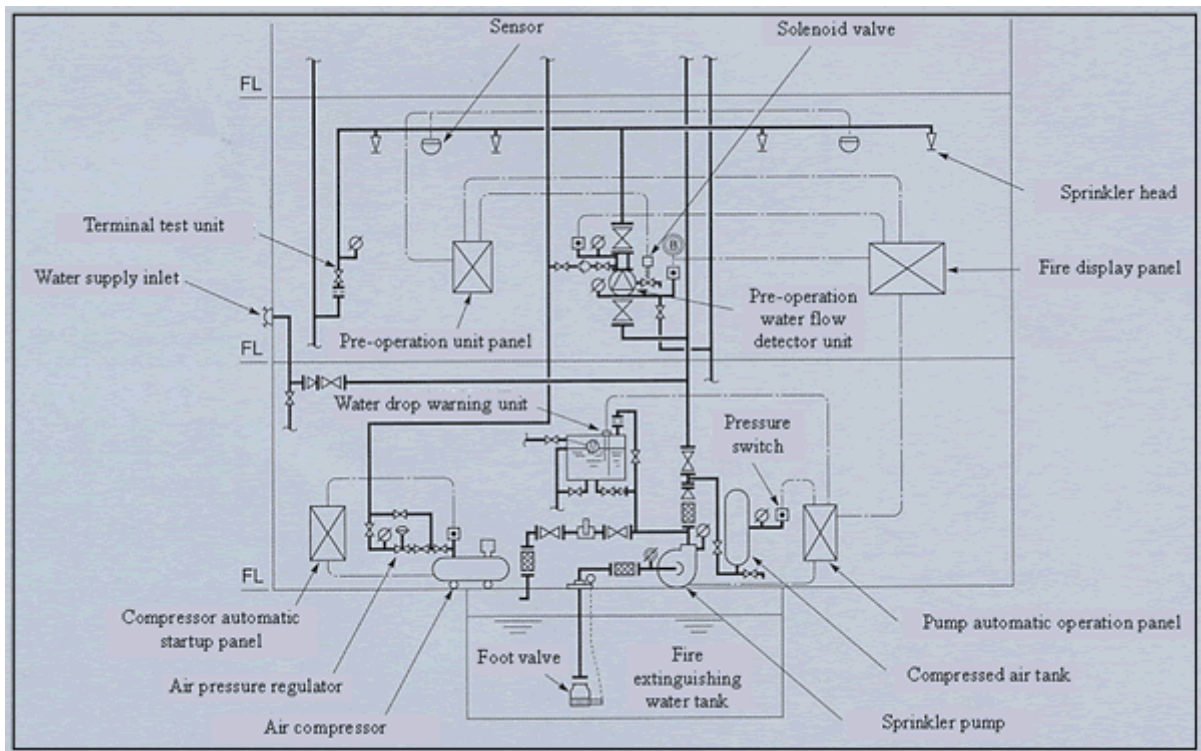 Sensor
Solenoid valve
FL
Sprinkler head
Terminal test unit
Water supply inlet
B
Fire display panel
Pre-operation unit panel
Pre-operation
water flow
detector unit
FL
Water drop warning unit
Pressure
switch
FL
Compressor automatic
startup panel
Pump automatic operation panel
Foot valve
Fire
extinguishing
water tank
Compressed air tank
Air pressure regulator
Air compressor
Sprinkler pump